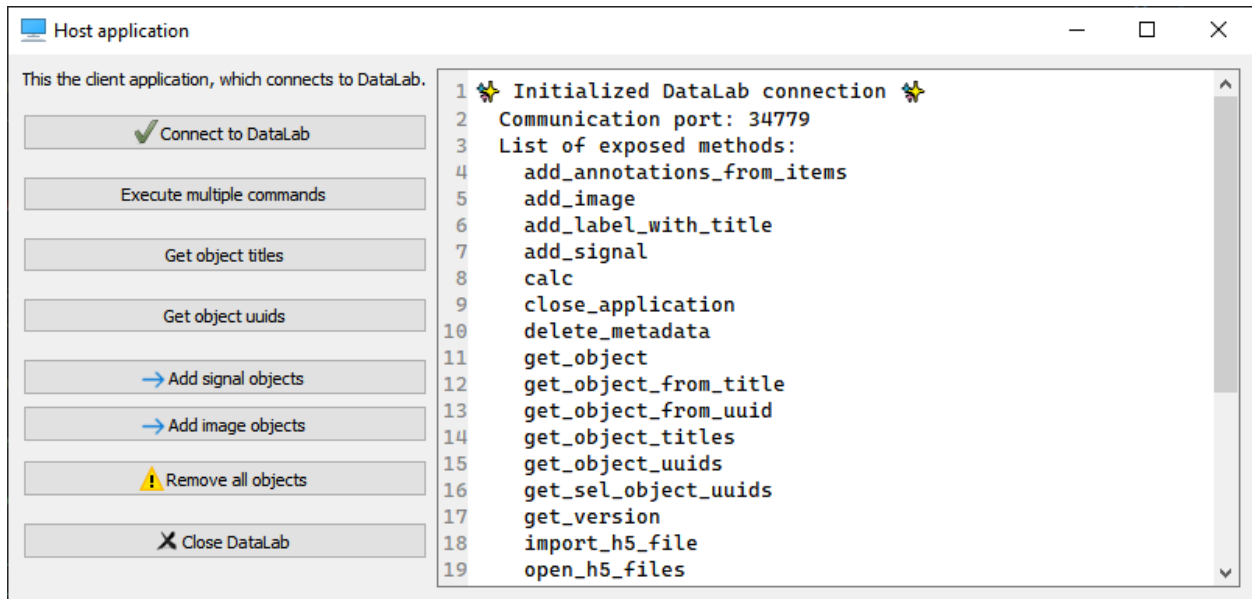 Host application
This the client application, which connects to DataLab.
Connect to DataLab
Execute multiple commands
Get object titles
Get object uuids
Add signal objects
Add image objects
Remove all objects
Close DataLab
1 Initialized DataLab connection
2 Communication port: 34779
3 List of exposed methods:
4 add_annotations_from_items
5 add_image
6 add_label_with_title
7 add_signal
8 calc
9 close_application
10 delete_metadata
11 get_object
12 get_object_from_title
13 get_object_from_uuid
14 get_object_titles
15 get_object_uuids
16 get_sel_object_uuids
17 get_version
18 import_h5_file
19 open_h5_files